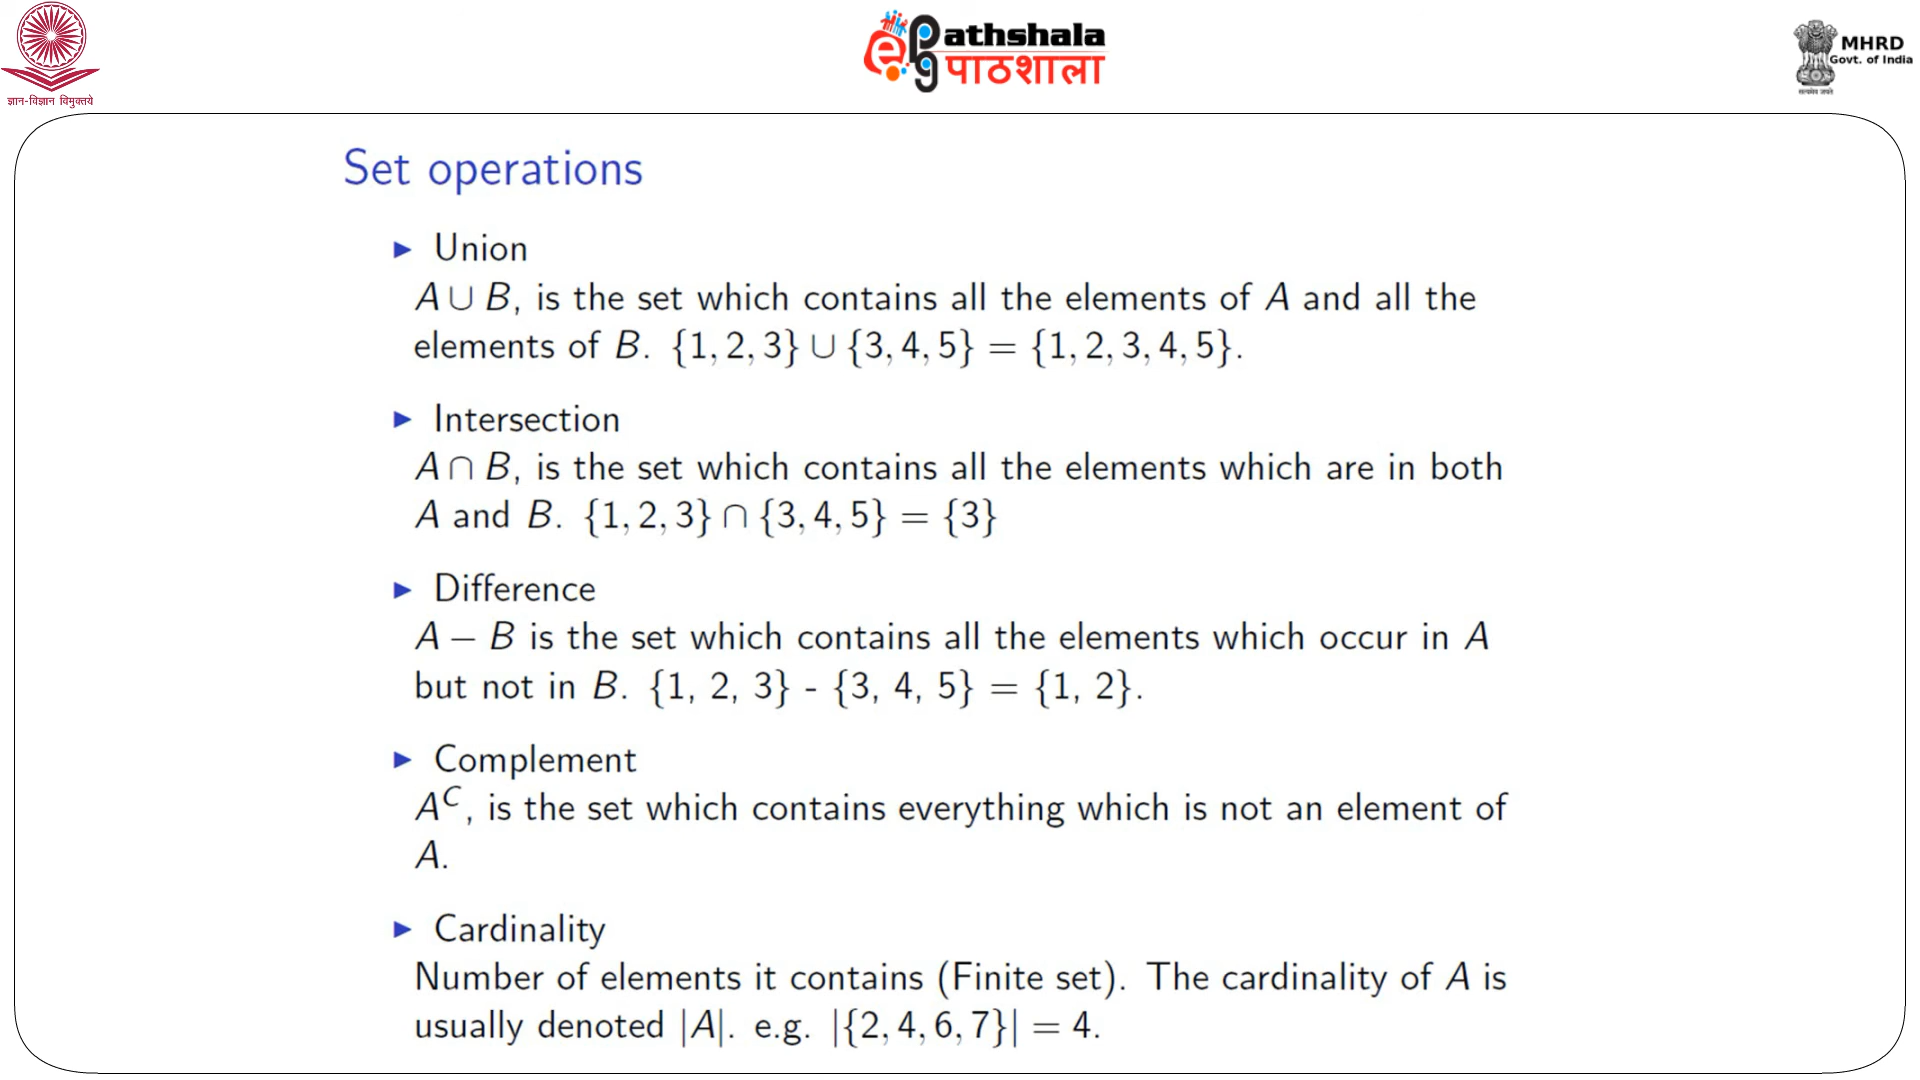 ज्ञान-विज्ञान विमुक्तये
ePathshala
पाठशाला
MHRD
Govt. of India
सत्यमेव जयते
Set operations
▶ Union
A ∪ B, is the set which contains all the elements of A and all the
elements of B. {1, 2, 3} ∪ {3, 4, 5} = {1, 2, 3, 4, 5}.
▶ Intersection
A ∩ B, is the set which contains all the elements which are in both
A and B. {1, 2, 3} ∩ {3, 4, 5} = {3}
▶ Difference
A − B is the set which contains all the elements which occur in A
but not in B. {1, 2, 3} - {3, 4, 5} = {1, 2}.
▶ Complement
A^C, is the set which contains everything which is not an element of
A.
▶ Cardinality
Number of elements it contains (Finite set). The cardinality of A is
usually denoted |A|. e.g. |{2, 4, 6, 7}| = 4.